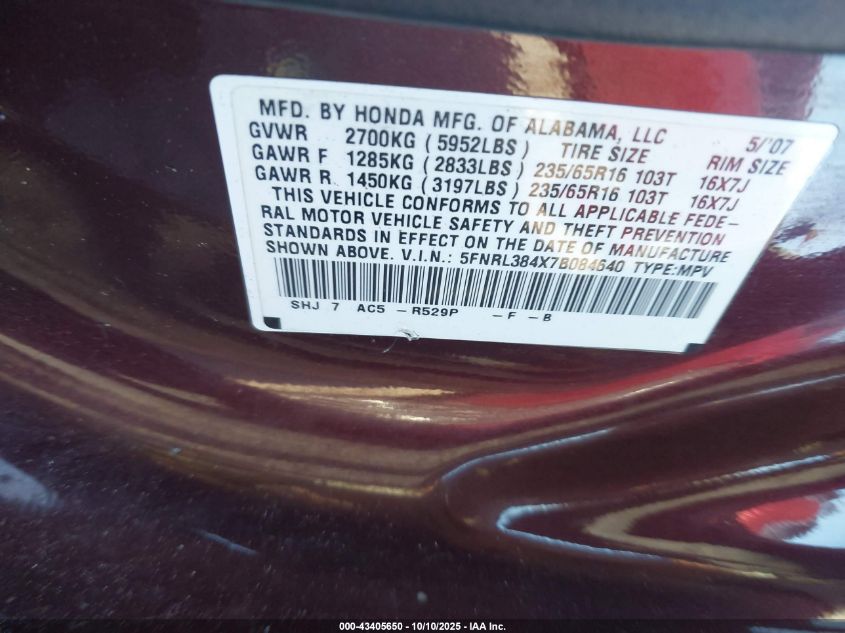 MFD. BY HONDA MFG. OF ALABAMA, LLC 5/'07
GVWR 2700KG (5952LBS) TIRE SIZE RIM SIZE
GAWR F 1285KG (2833LBS) 235/65R16 103T 16X7J
GAWR R 1450KG (3197LBS) 235/65R16 103T 16X7J
THIS VEHICLE CONFORMS TO ALL APPLICABLE FEDE-
RAL MOTOR VEHICLE SAFETY AND THEFT PREVENTION
STANDARDS IN EFFECT ON THE DATE OF MANUFACTURE
SHOWN ABOVE. V.I.N.: 5FNRL384X7B084640 TYPE:MPV
SHJ 7 AC5 - R529P - F - B
000-43405650 - 10/10/2025 - IAA Inc.